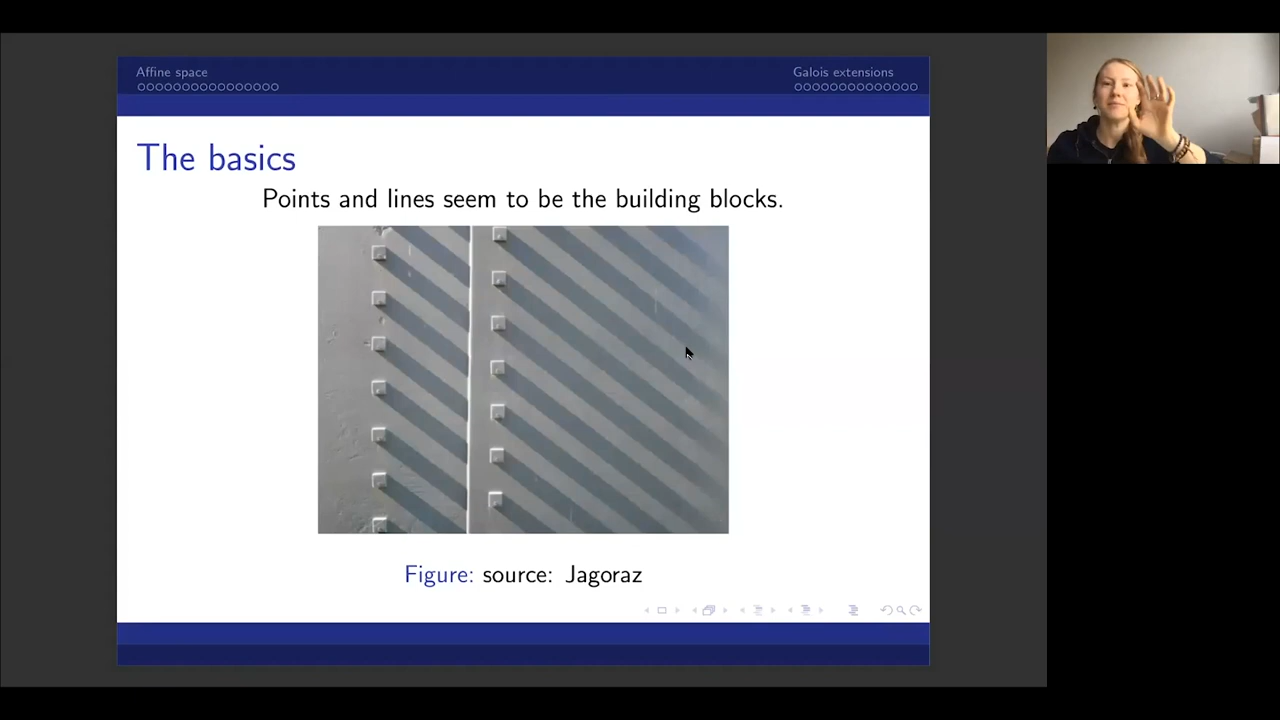 Affine space
Galois extensions
The basics
Points and lines seem to be the building blocks.
Figure: source: Jagoraz